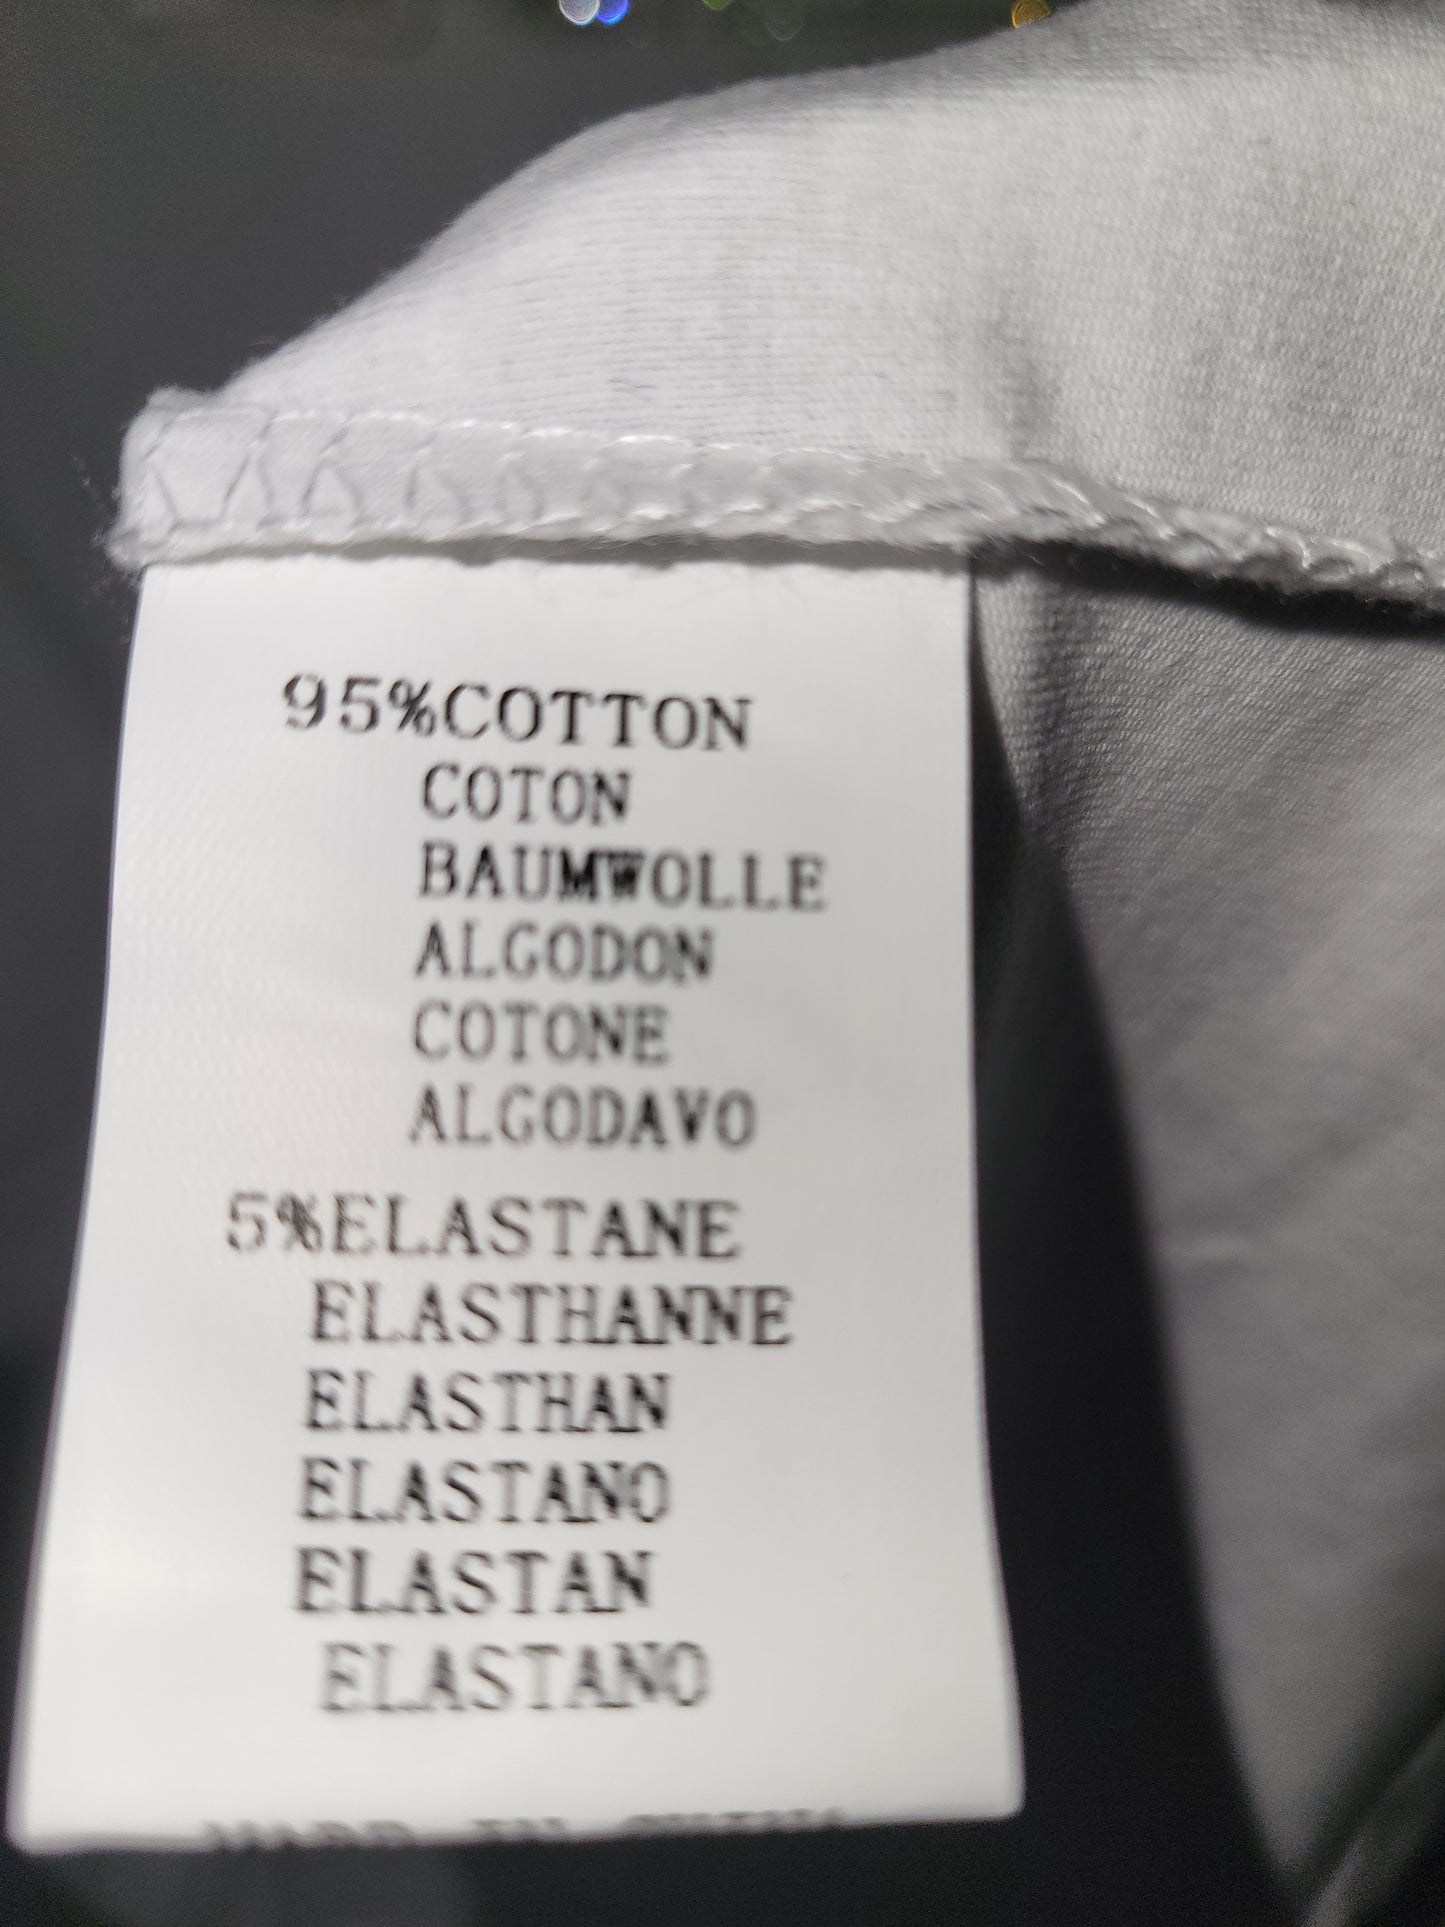 95%COTTON
COTON
BAUMWOLLE
ALGODON
COTONE
ALGODAVO
5%ELASTANE
ELASTHANNE
ELASTHAN
ELASTANO
ELASTAN
ELASTANO